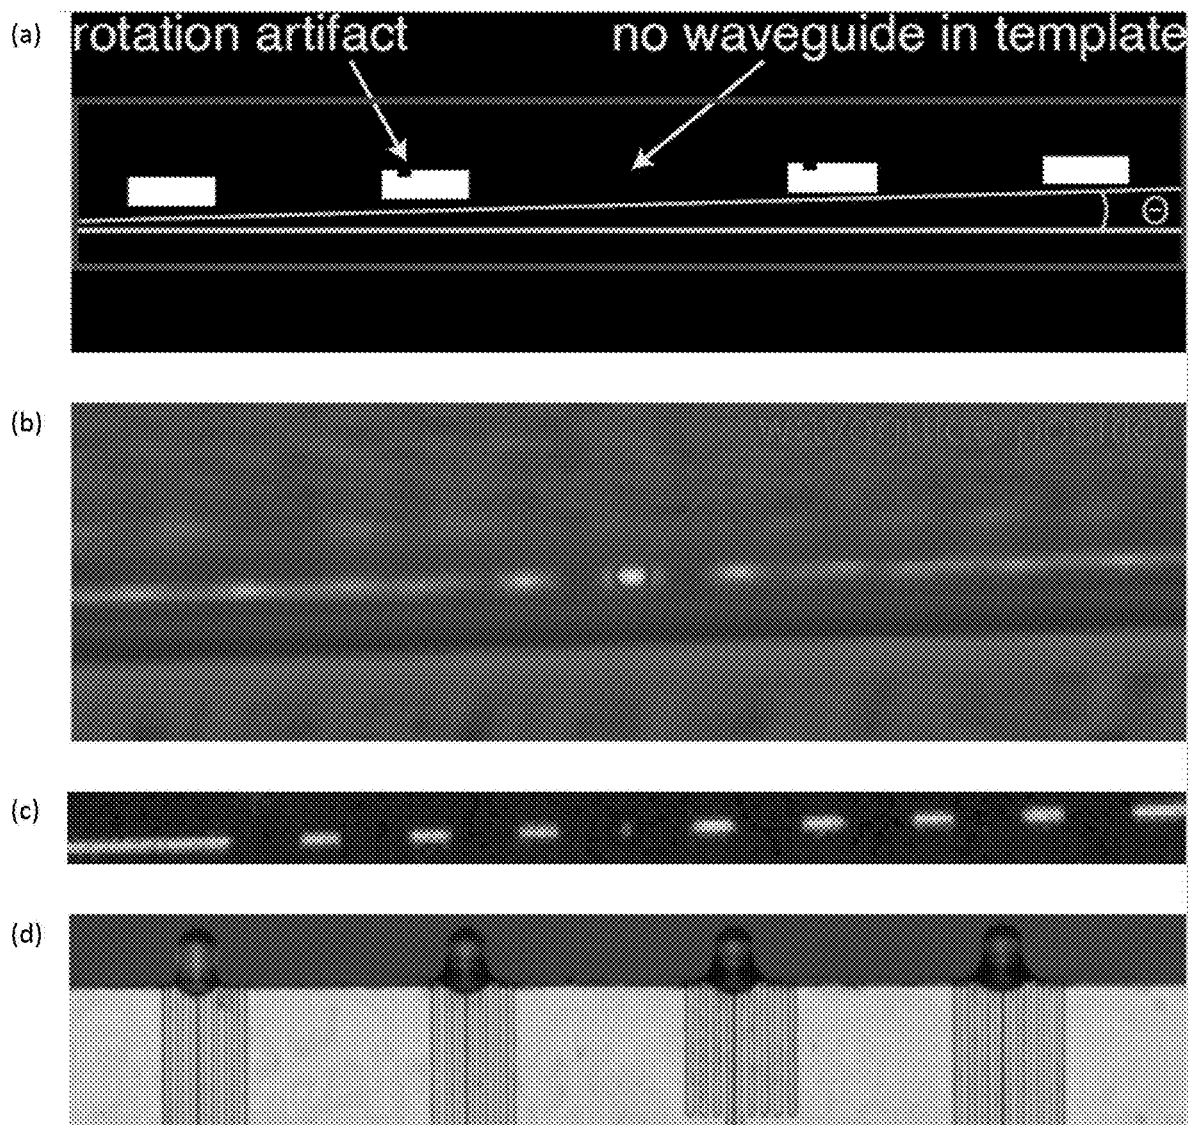 (a)
rotation artifact no waveguide in template
Θ
(b)
(c)
(d)